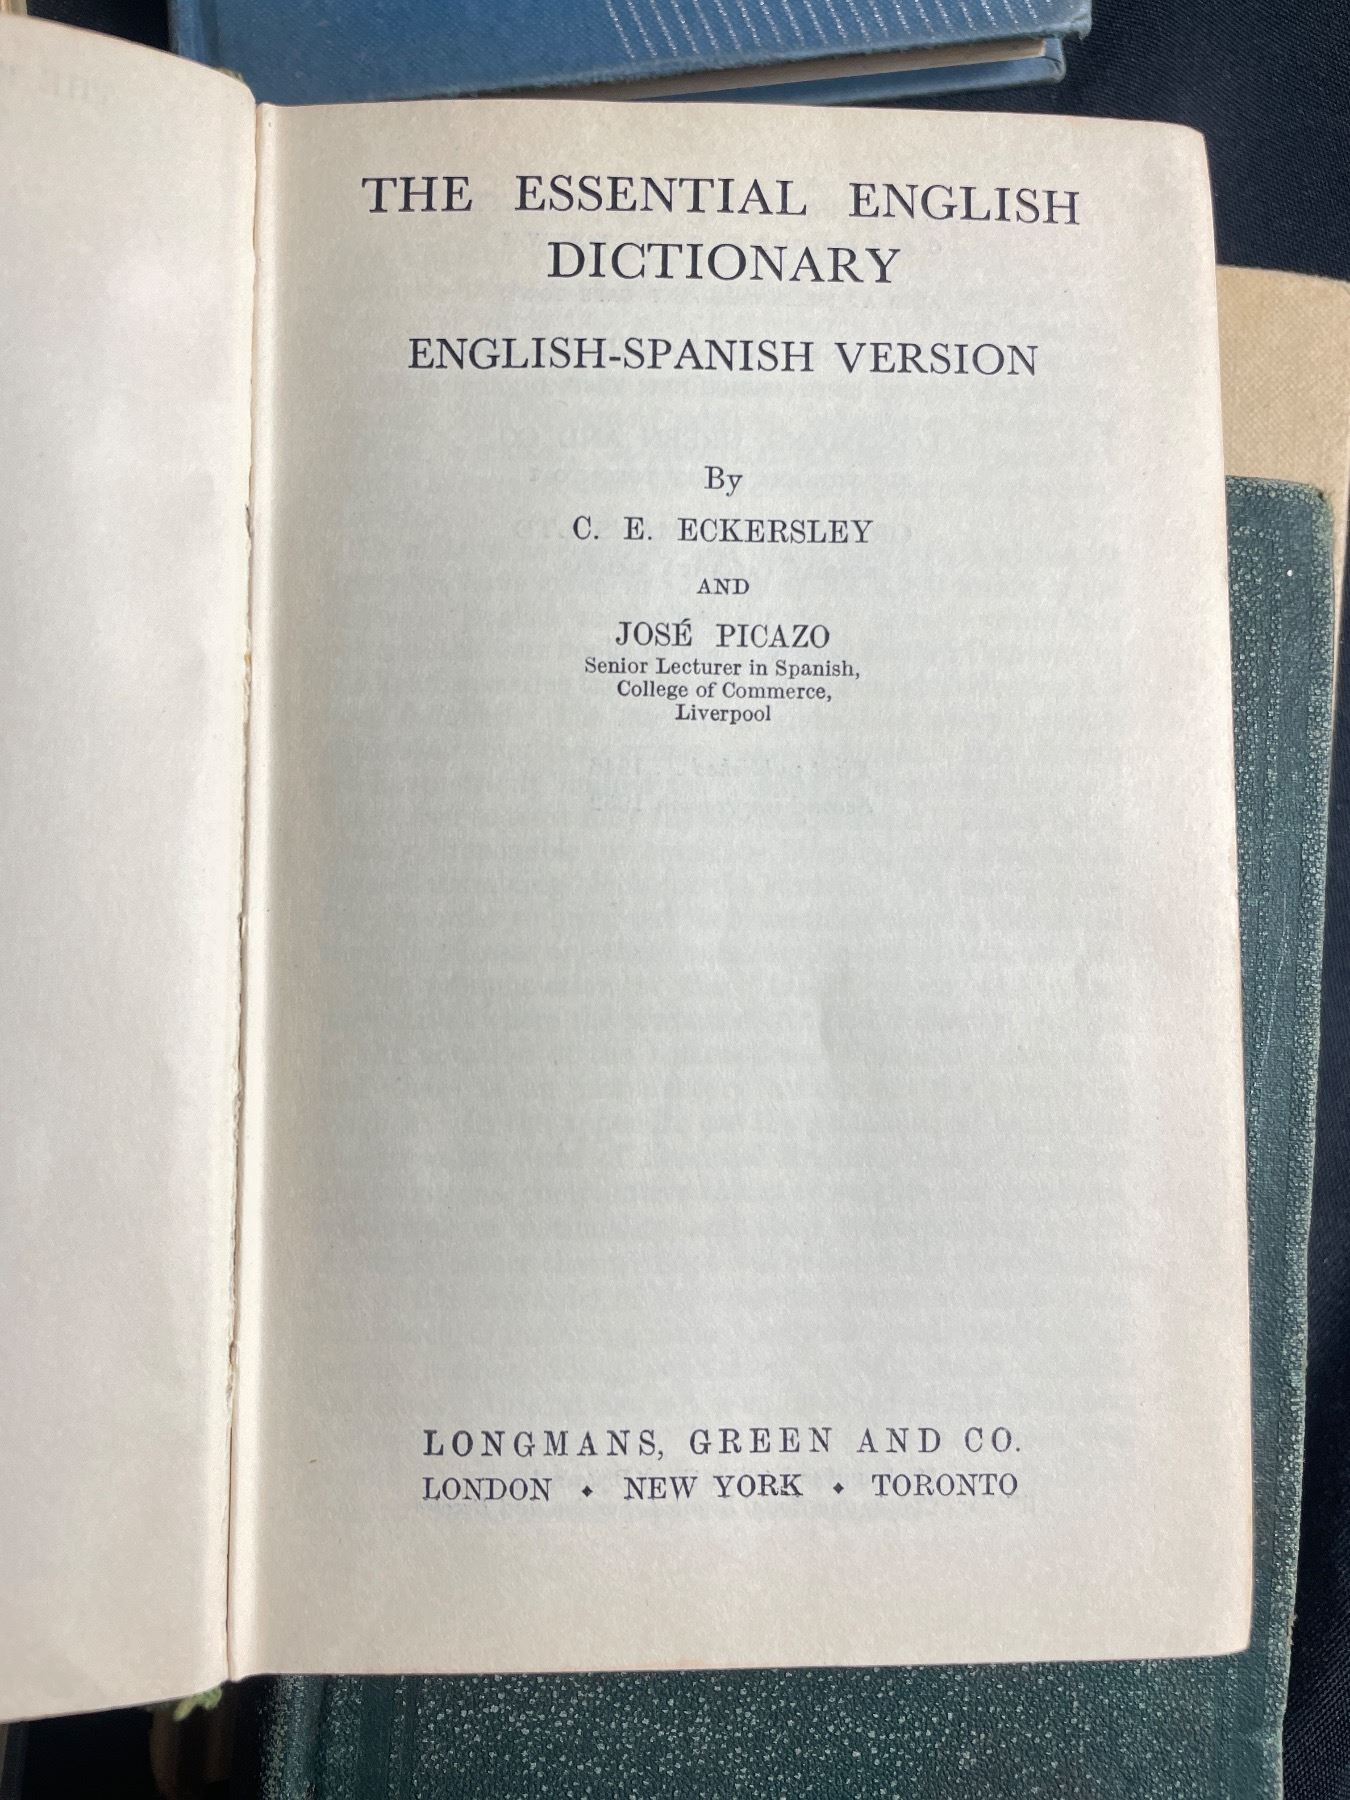 THE ESSENTIAL ENGLISH
DICTIONARY
ENGLISH-SPANISH VERSION
By
C. E. ECKERSLEY
AND
JOSÉ PICAZO
Senior Lecturer in Spanish,
College of Commerce,
Liverpool
LONGMANS, GREEN AND CO.
LONDON ⬥ NEW YORK ⬥ TORONTO